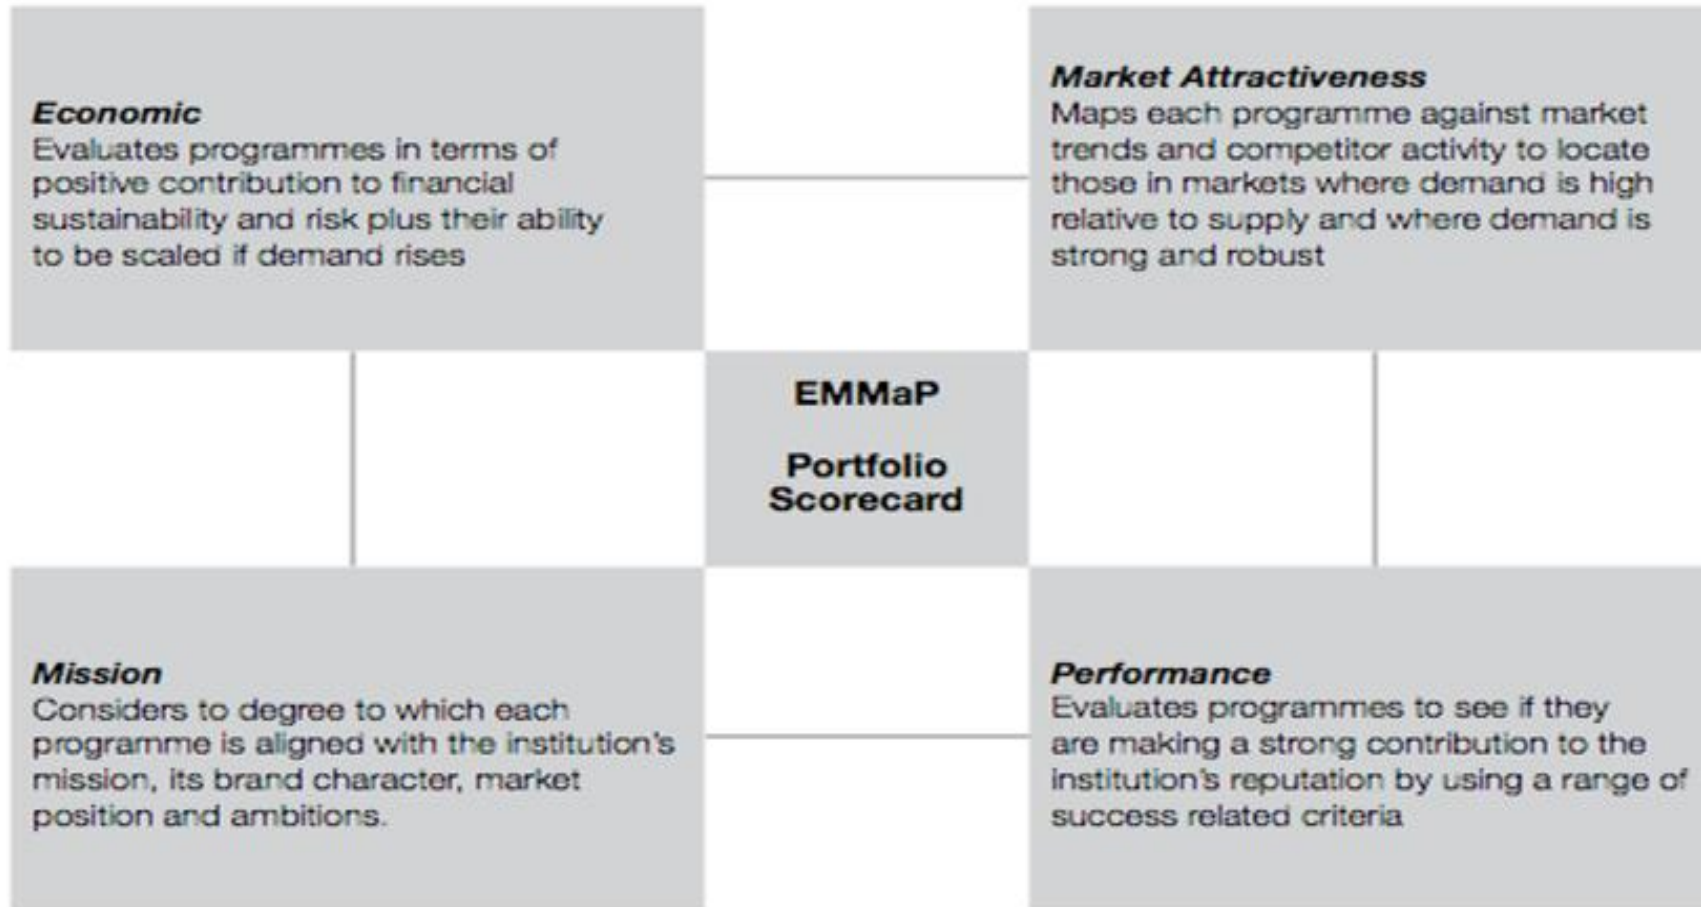 Economic
Evaluates programmes in terms of
positive contribution to financial
sustainability and risk plus their ability
to be scaled if demand rises
Market Attractiveness
Maps each programme against market
trends and competitor activity to locate
those in markets where demand is high
relative to supply and where demand is
strong and robust
EMMaP
Portfolio
Scorecard
Mission
Considers to degree to which each
programme is aligned with the institution's
mission, its brand character, market
position and ambitions.
Performance
Evaluates programmes to see if they
are making a strong contribution to the
institution's reputation by using a range of
success related criteria